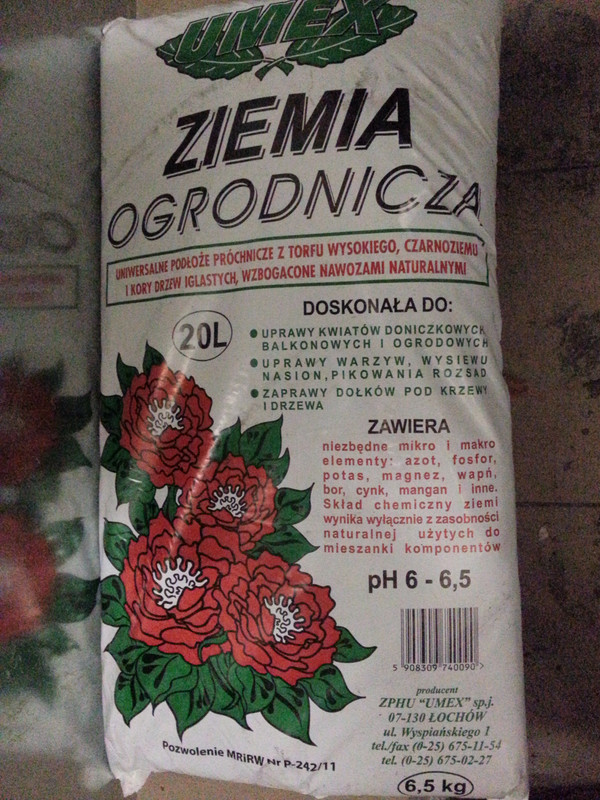 UMEX
ZIEMIA
OGRODNICZA
UNIWERSALNE PODŁOŻE PRÓCHNICZE Z TORFU WYSOKIEGO, CZARNOZIEMU
I KORY DRZEW IGLASTYCH, WZBOGACONE NAWOZAMI NATURALNYMI
20L
DOSKONAŁA DO:
UPRAWY KWIATÓW DONICZKOWYCH,
BALKONOWYCH I OGRODOWYCH
UPRAWY WARZYW, WYSIEWU
NASION, PIKOWANIA ROZSAD
ZAPRAWY DOŁKÓW POD KRZEWY
I DRZEWA
ZAWIERA
niezbędne mikro i makro
elementy: azot, fosfor,
potas, magnez, wapń,
bor, cynk, mangan i inne.
Skład chemiczny ziemi
wynika wyłącznie z zasobności
naturalnej użytych do
mieszanki komponentów
pH 6 - 6,5
5 908309 740090 >
producent
ZPHU "UMEX" sp.j.
07-130 ŁOCHÓW
ul. Wyspiańskiego 1
tel./fax (0-25) 675-11-54
tel. (0-25) 675-02-27
Pozwolenie MRiRW Nr P-242/11
6,5 kg